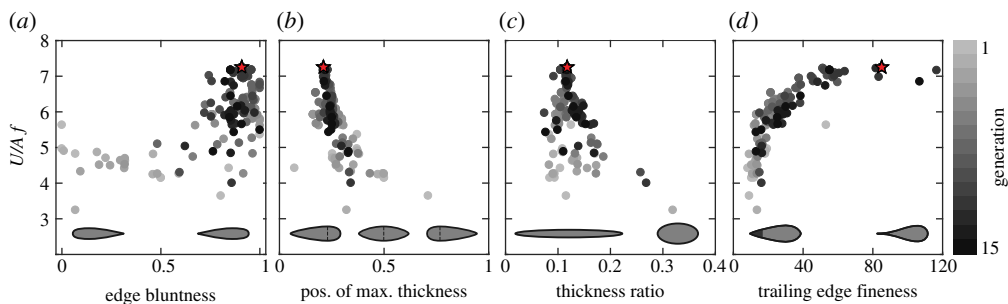 (a) (b) (c) (d)
8
7
6
5
4
3
U/A f
0 0.5 1
0 0.5 1
0 0.1 0.2 0.3 0.4
0 40 80 120
edge bluntness
pos. of max. thickness
thickness ratio
trailing edge fineness
1
generation
15